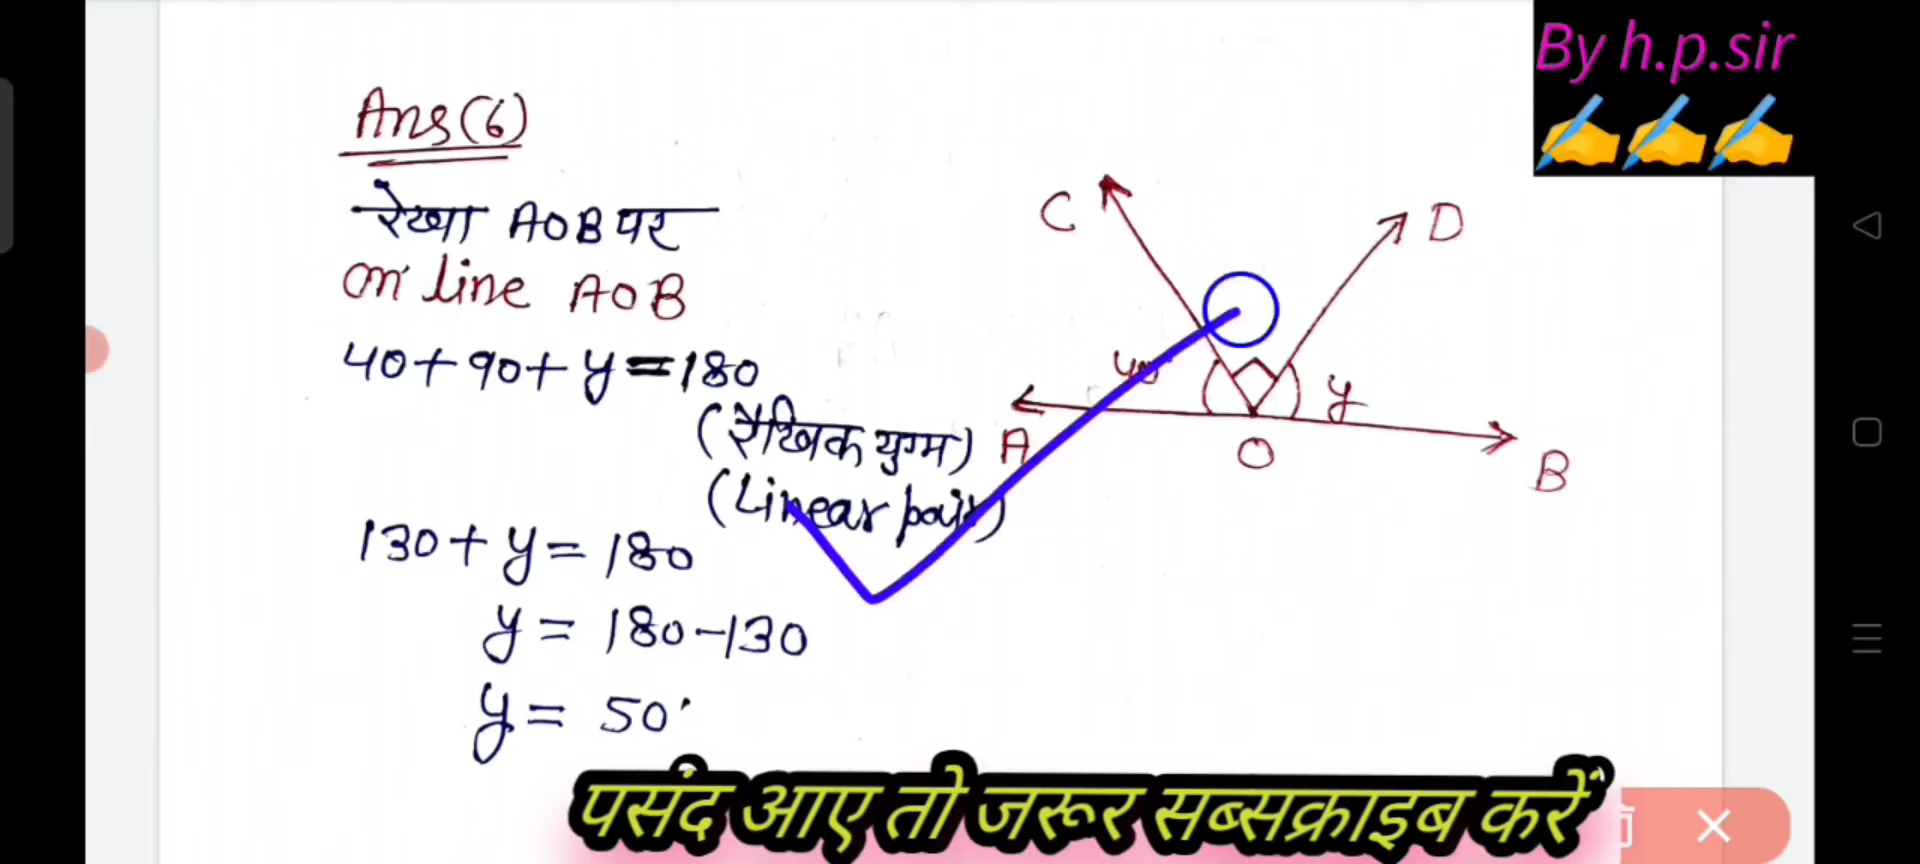 By h.p.sir
Ans(6)
रेखा AOB पर
on line AOB
40+90+y=180
(रैखिक युग्म)
(Linear pair)
130+y=180
y=180-130
y=50°
C
D
40°
y
A
O
B
पसंद आए तो जरूर सब्सक्राइब करें